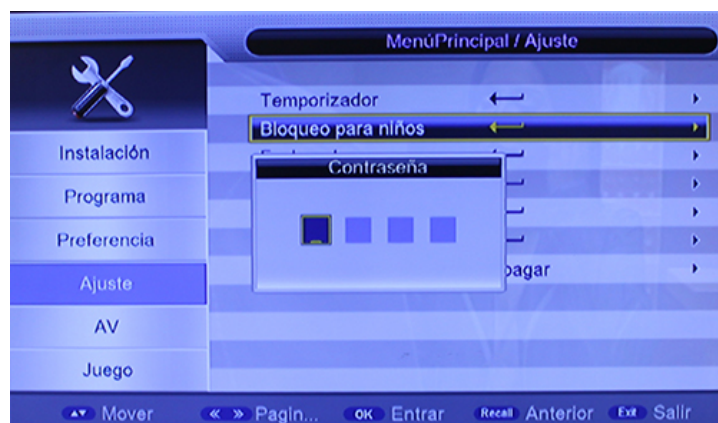 MenúPrincipal / Ajuste
Temporizador
Bloqueo para niños
Contraseña
pagar
Instalación
Programa
Preferencia
Ajuste
AV
Juego
Mover
Pagin...
OK Entrar
Recall Anterior
Exit Salir